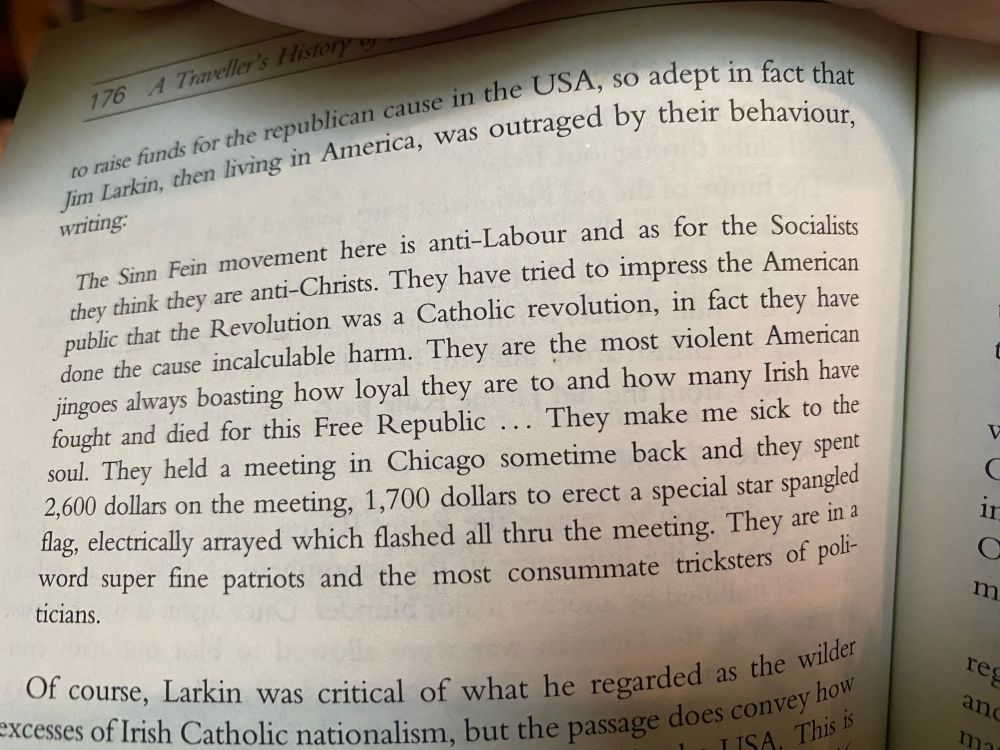 176 A Traveller's History of
to raise funds for the republican cause in the USA, so adept in fact that
Jim Larkin, then living in America, was outraged by their behaviour,
writing:
The Sinn Fein movement here is anti-Labour and as for the Socialists
they think they are anti-Christs. They have tried to impress the American
public that the Revolution was a Catholic revolution, in fact they have
done the cause incalculable harm. They are the most violent American
jingoes always boasting how loyal they are to and how many Irish have
fought and died for this Free Republic ... They make me sick to the
soul. They held a meeting in Chicago sometime back and they spent
2,600 dollars on the meeting, 1,700 dollars to erect a special star spangled
flag, electrically arrayed which flashed all thru the meeting. They are in a
word super fine patriots and the most consummate tricksters of poli-
ticians.
Of course, Larkin was critical of what he regarded as the wilder
excesses of Irish Catholic nationalism, but the passage does convey how
USA. This is